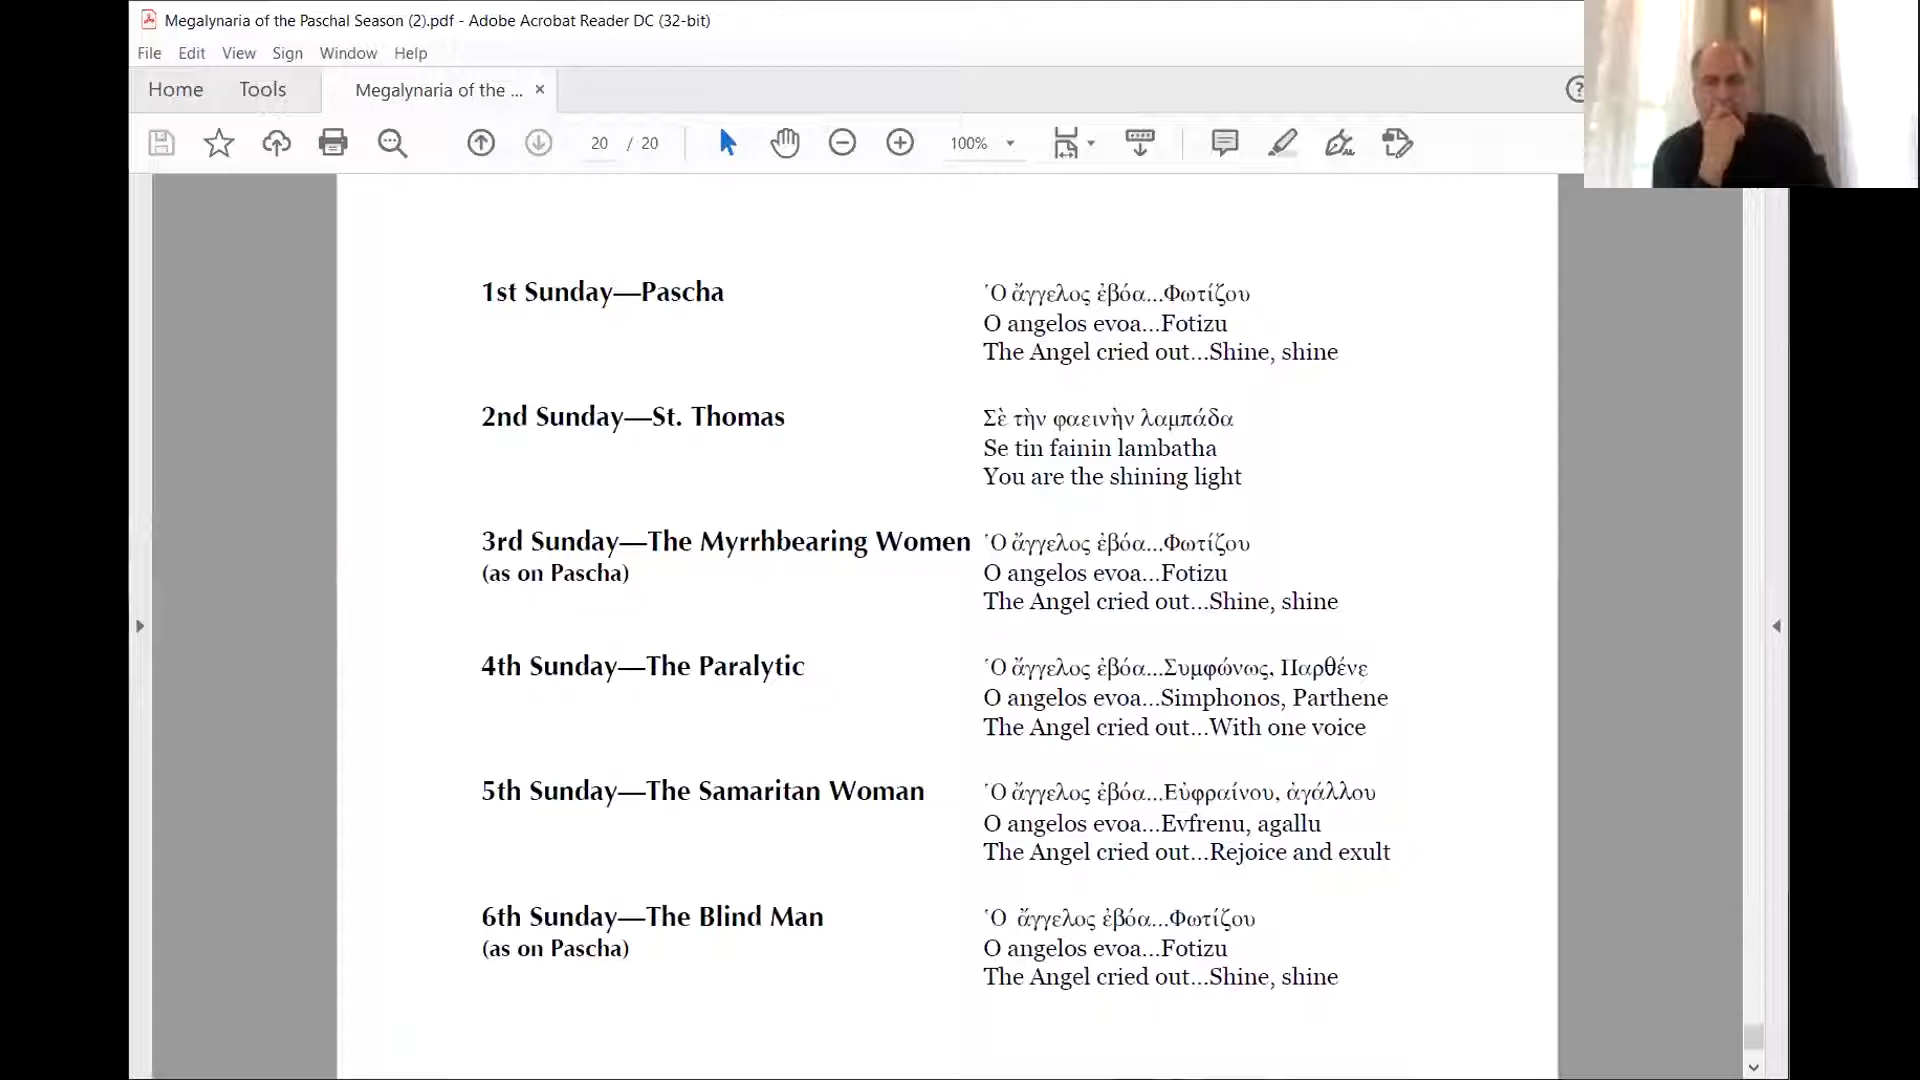 Megalynaria of the Paschal Season (2).pdf - Adobe Acrobat Reader DC (32-bit)
File Edit View Sign Window Help
Home Tools Megalynaria of the ... ×
20 / 20 100%
1st Sunday—Pascha
Ὁ ἄγγελος ἐβόα...Φωτίζου
O angelos evoa...Fotizu
The Angel cried out...Shine, shine
2nd Sunday—St. Thomas
Σὲ τὴν φαεινὴν λαμπάδα
Se tin fainin lambatha
You are the shining light
3rd Sunday—The Myrrhbearing Women
(as on Pascha)
Ὁ ἄγγελος ἐβόα...Φωτίζου
O angelos evoa...Fotizu
The Angel cried out...Shine, shine
4th Sunday—The Paralytic
Ὁ ἄγγελος ἐβόα...Συμφώνως, Παρθένε
O angelos evoa...Simphonos, Parthene
The Angel cried out...With one voice
5th Sunday—The Samaritan Woman
Ὁ ἄγγελος ἐβόα...Εὐφραίνου, ἀγάλλου
O angelos evoa...Evfrenu, agallu
The Angel cried out...Rejoice and exult
6th Sunday—The Blind Man
(as on Pascha)
Ὁ ἄγγελος ἐβόα...Φωτίζου
O angelos evoa...Fotizu
The Angel cried out...Shine, shine